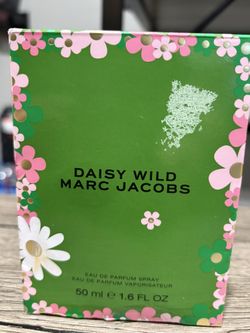 DAISY WILD
MARC JACOBS
EAU DE PARFUM SPRAY
EAU DE PARFUM VAPORISATEUR
50 ml ℮ 1.6 FL OZ